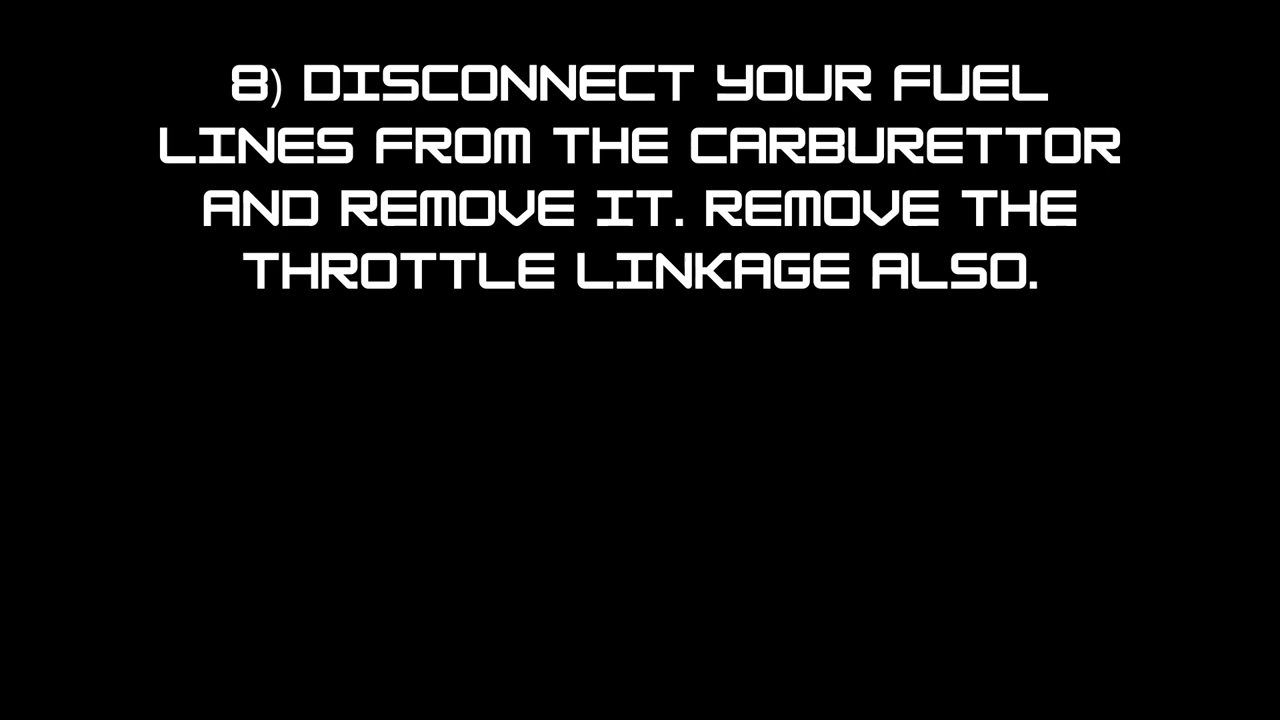 8) DISCONNECT YOUR FUEL
LINES FROM THE CARBURETTOR
AND REMOVE IT. REMOVE THE
THROTTLE LINKAGE ALSO.